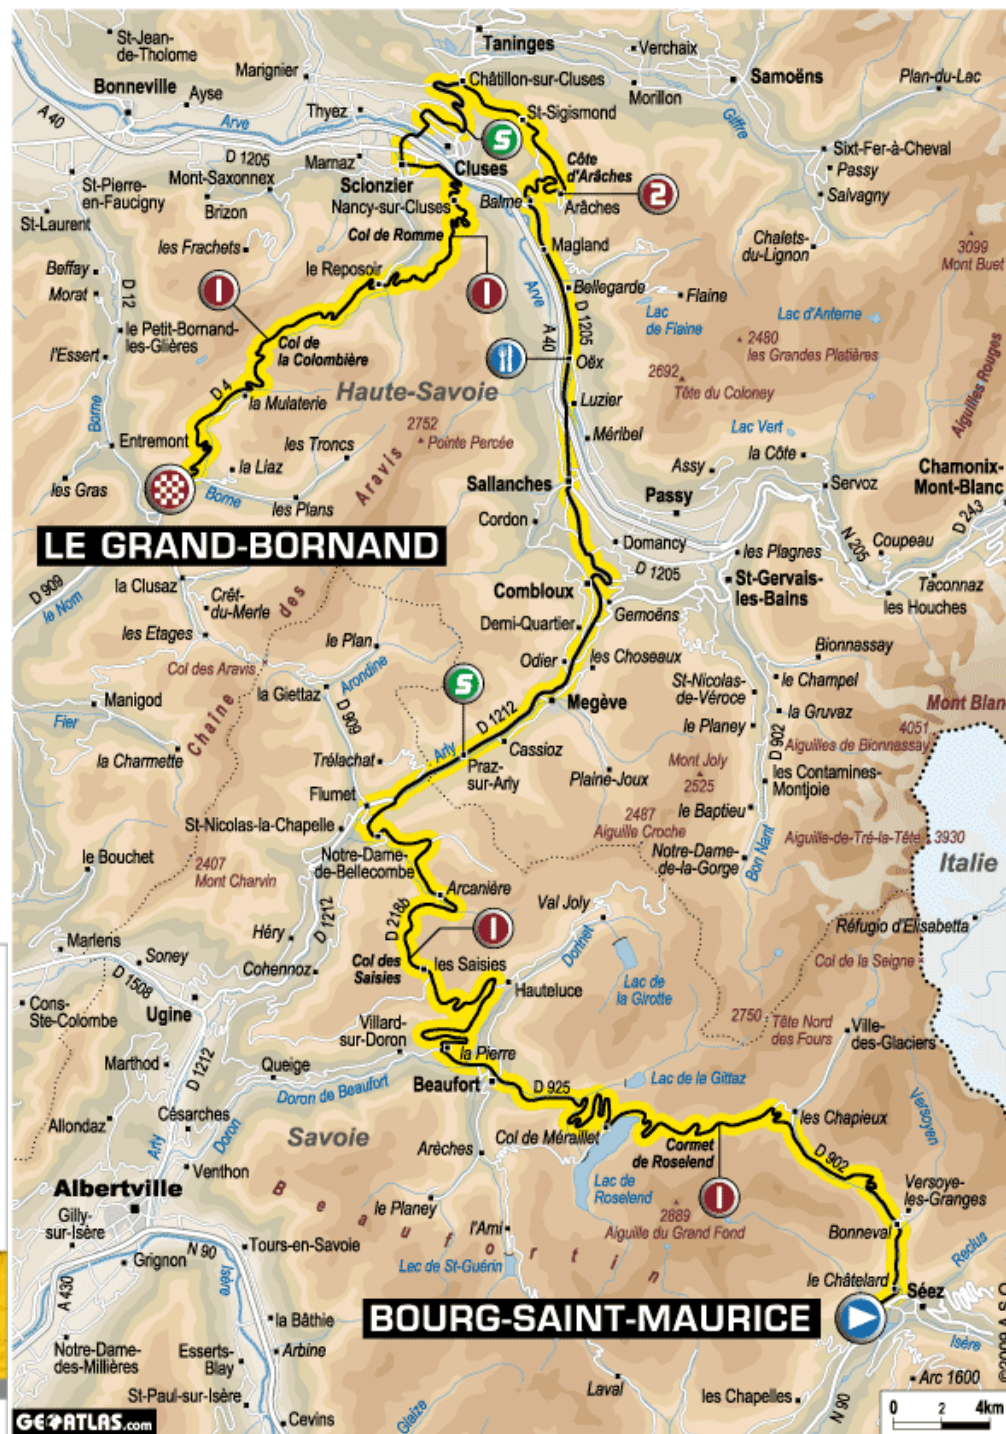 St-Jean-
de-Tholome
Taninges
Verchaix
Marignier
Châtillon-sur-Cluses
Samoëns
Plan-du-Lac
Bonneville
Ayse
Thyez
Morillon
A 40
Arve
St-Sigismond
Giffre
S
D 1205
Marnaz
Cluses
Côte
d'Arâches
Sixt-Fer-à-Cheval
Passy
St-Pierre-
en-Faucigny
Mont-Saxonnex
Scionzier
2
Salvagny
Brizon
Nancy-sur-Cluses
Balme
Arâches
St-Laurent
les Frachets
Col de Romme
Magland
Chalets-
du-Lignon
3099
Mont Buet
Beffay
le Reposoir
1
Bellegarde
Morat
D 12
1
Arve
Flaine
D 1205
Lac
de Flaine
Lac d'Anterne
le Petit-Bornand-
les-Glières
Col de
la Colombière
A 40
2480
les Grandes Platières
l'Essert
Oëx
2692
Tête du Coloney
Aiguilles Rouges
D 4
la Mulaterie
Haute-Savoie
Luzier
Borne
Entremont
les Troncs
2752
Pointe Percée
Méribel
Lac Vert
la Côte
la Liaz
Aravis
Assy
Chamonix-
Mont-Blanc
les Gras
Borne
les Plans
Sallanches
Passy
Servoz
D 243
Cordon
LE GRAND-BORNAND
Domancy
les Plagnes
N 205
Coupeau
D 909
le Nom
la Clusaz
D 1205
St-Gervais-
les-Bains
Taconnaz
les Houches
Combloux
Crêt-
du-Merle
des
Gemoëns
les Etages
Demi-Quartier
le Plan
Bionnassay
Col des Aravis
Odier
les Choseaux
Arondine
S
St-Nicolas-
de-Véroce
le Champel
la Giettaz
Manigod
Chaîne
Megève
la Gruvaz
Mont Blanc
Fier
D 909
D 1212
le Planey
4051
Aiguilles de Bionnassay
la Charmette
Trélachat
Arly
Cassioz
D 902
Praz-
sur-Arly
Plaine-Joux
Mont Joly
2525
les Contamines-
Montjoie
Flumet
le Baptieu
St-Nicolas-la-Chapelle
2487
Aiguille Croche
Aiguille-de-Tré-la-Tête
3930
le Bouchet
2407
Mont Charvin
Notre-Dame-
de-Bellecombe
Notre-Dame-
de-la-Gorge
Bon Nant
Italie
Arcanière
D 1212
D 218b
Val Joly
Réfugio d'Elisabetta
1
Héry
Dorinet
Marlens
Soney
Col des
Saisies
les Saisies
Col de la Seigne
Cohennoz
D 1508
Hauteluce
Lac de
la Girotte
Cons-
Ste-Colombe
Ugine
2750
Tête Nord
des Fours
Villard-
sur-Doron
Ville-
des-Glaciers
Marthod
D 1212
Queige
la Pierre
Beaufort
Lac de la Gittaz
Doron de Beaufort
D 925
Versoyen
Allondaz
Césarches
les Chapieux
Doron
Savoie
Col de Méraillet
Cormet
de Roselend
Arly
Arèches
D 902
Venthon
Albertville
Lac de
Roselend
1
Versoye-
les-Granges
Beaufortin
le Planey
Gilly-
sur-Isère
2889
Aiguille du Grand Fond
Bonneval
l'Ami
N 90
Tours-en-Savoie
Reclus
Grignon
Lac de St-Guérin
le Châtelard
A 430
Isère
Séez
la Bâthie
BOURG-SAINT-MAURICE
Isère
Notre-Dame-
des-Millières
Esserts-
Blay
Arbine
©2009 A.S.O.
Arc 1600
St-Paul-sur-Isère
Laval
les Chapelles
0 2 4km
GEOATLAS.com
Cevins
Glaize
N 90